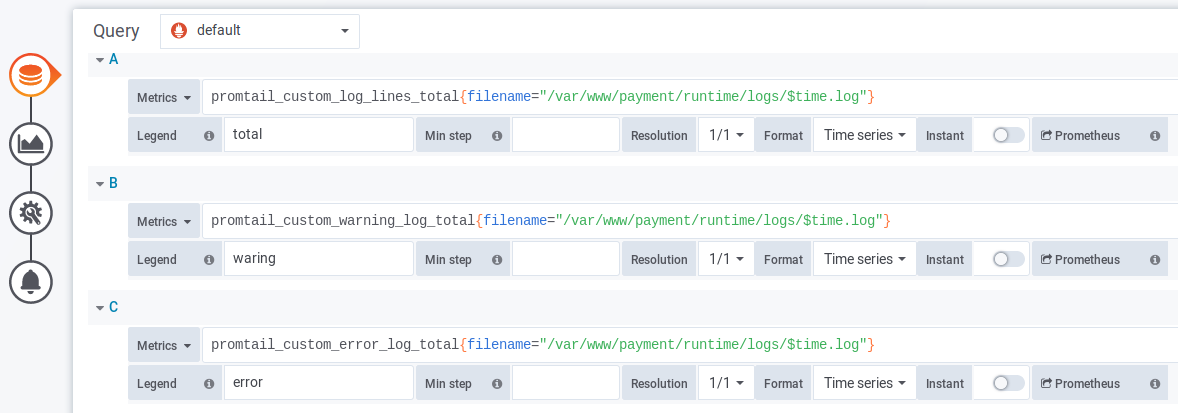 Query default
A
Metrics promtail_custom_log_lines_total{filename="/var/www/payment/runtime/logs/$time.log"}
Legend total Min step Resolution 1/1 Format Time series Instant Prometheus
B
Metrics promtail_custom_warning_log_total{filename="/var/www/payment/runtime/logs/$time.log"}
Legend waring Min step Resolution 1/1 Format Time series Instant Prometheus
C
Metrics promtail_custom_error_log_total{filename="/var/www/payment/runtime/logs/$time.log"}
Legend error Min step Resolution 1/1 Format Time series Instant Prometheus